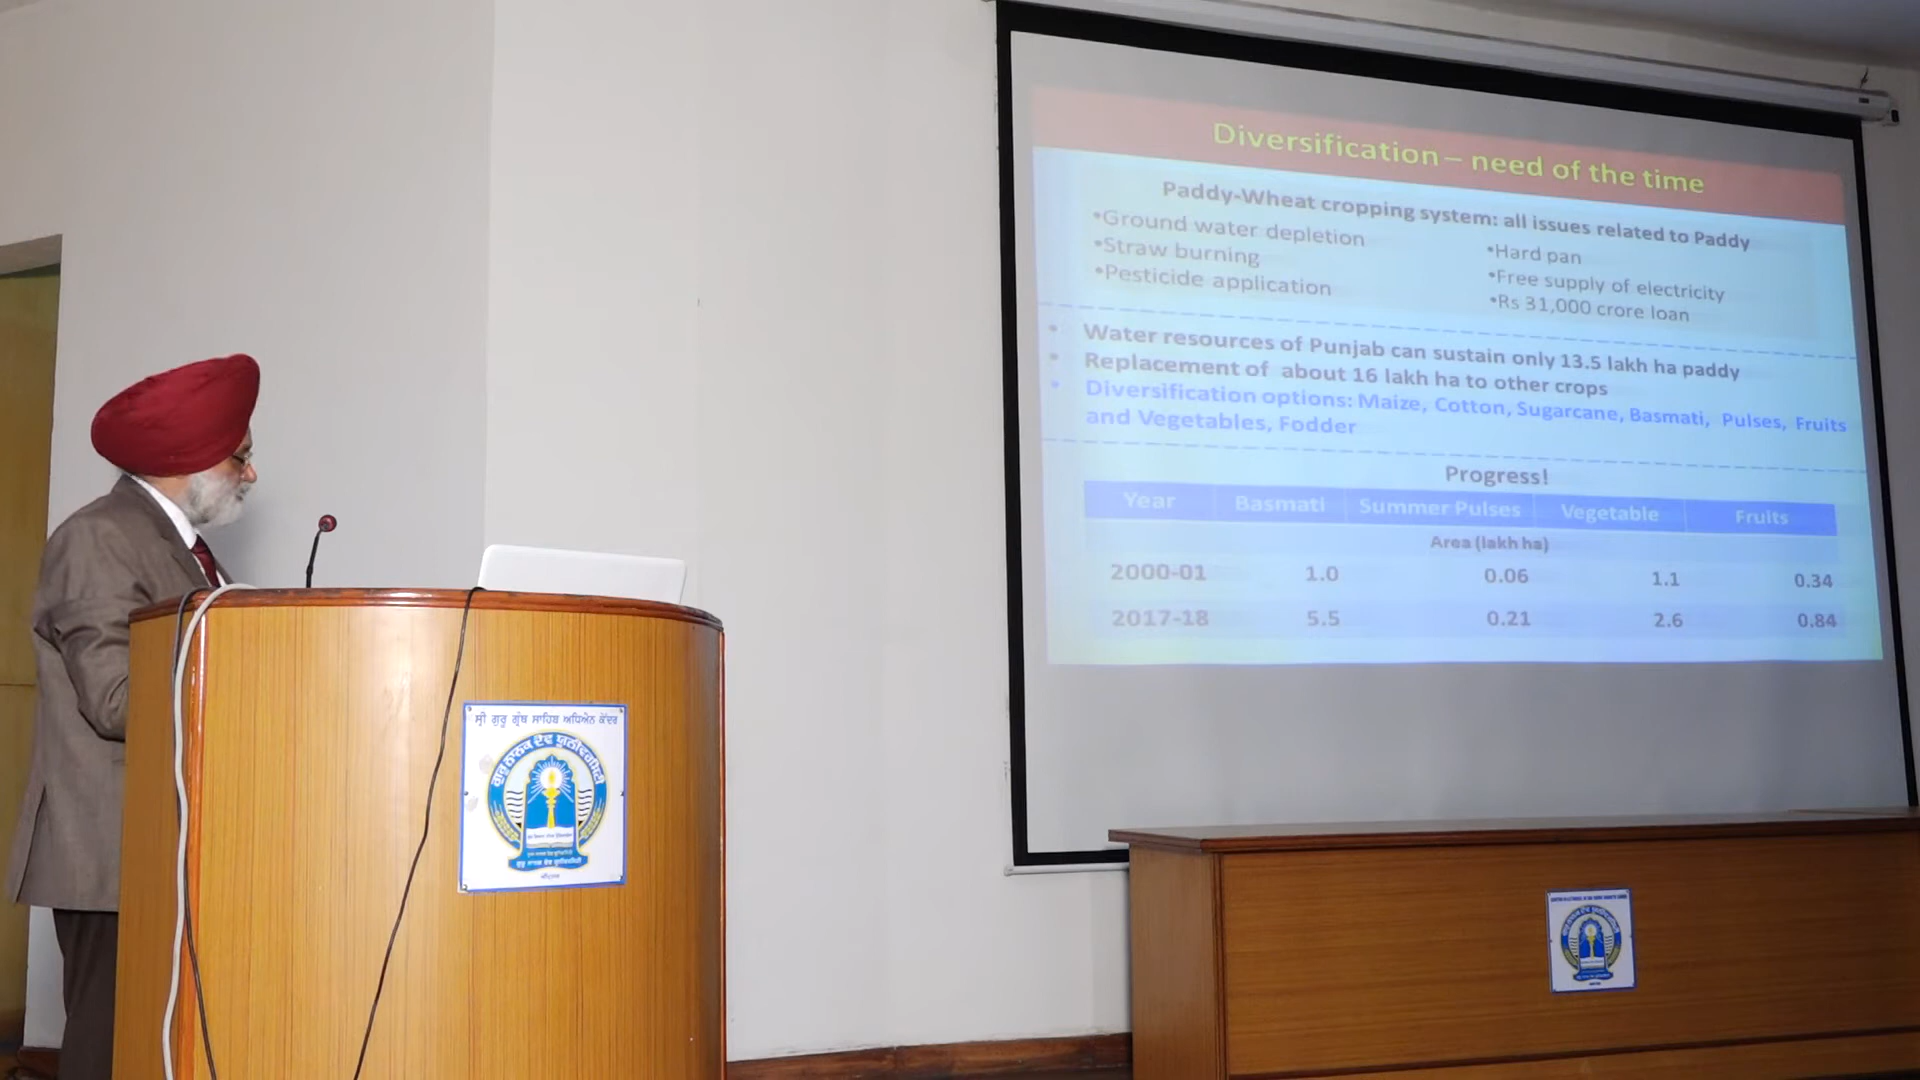 Diversification – need of the time
Paddy-Wheat cropping system: all issues related to Paddy
•Ground water depletion
•Straw burning
•Pesticide application
•Hard pan
•Free supply of electricity
•Rs 31,000 crore loan
• Water resources of Punjab can sustain only 13.5 lakh ha paddy
• Replacement of about 16 lakh ha to other crops
• Diversification options: Maize, Cotton, Sugarcane, Basmati, Pulses, Fruits
and Vegetables, Fodder
Progress!
Year Basmati Summer Pulses Vegetable Fruits
Area (lakh ha)
2000-01 1.0 0.06 1.1 0.34
2017-18 5.5 0.21 2.6 0.84
ਸ੍ਰੀ ਗੁਰੂ ਗ੍ਰੰਥ ਸਾਹਿਬ ਅਧਿਐਨ ਕੇਂਦਰ
ਗੁਰੂ ਨਾਨਕ ਦੇਵ ਯੂਨੀਵਰਸਿਟੀ
ਗੁਰੂ ਨਾਨਕ ਦੇਵ ਯੂਨੀਵਰਸਿਟੀ
ਅੰਮ੍ਰਿਤਸਰ